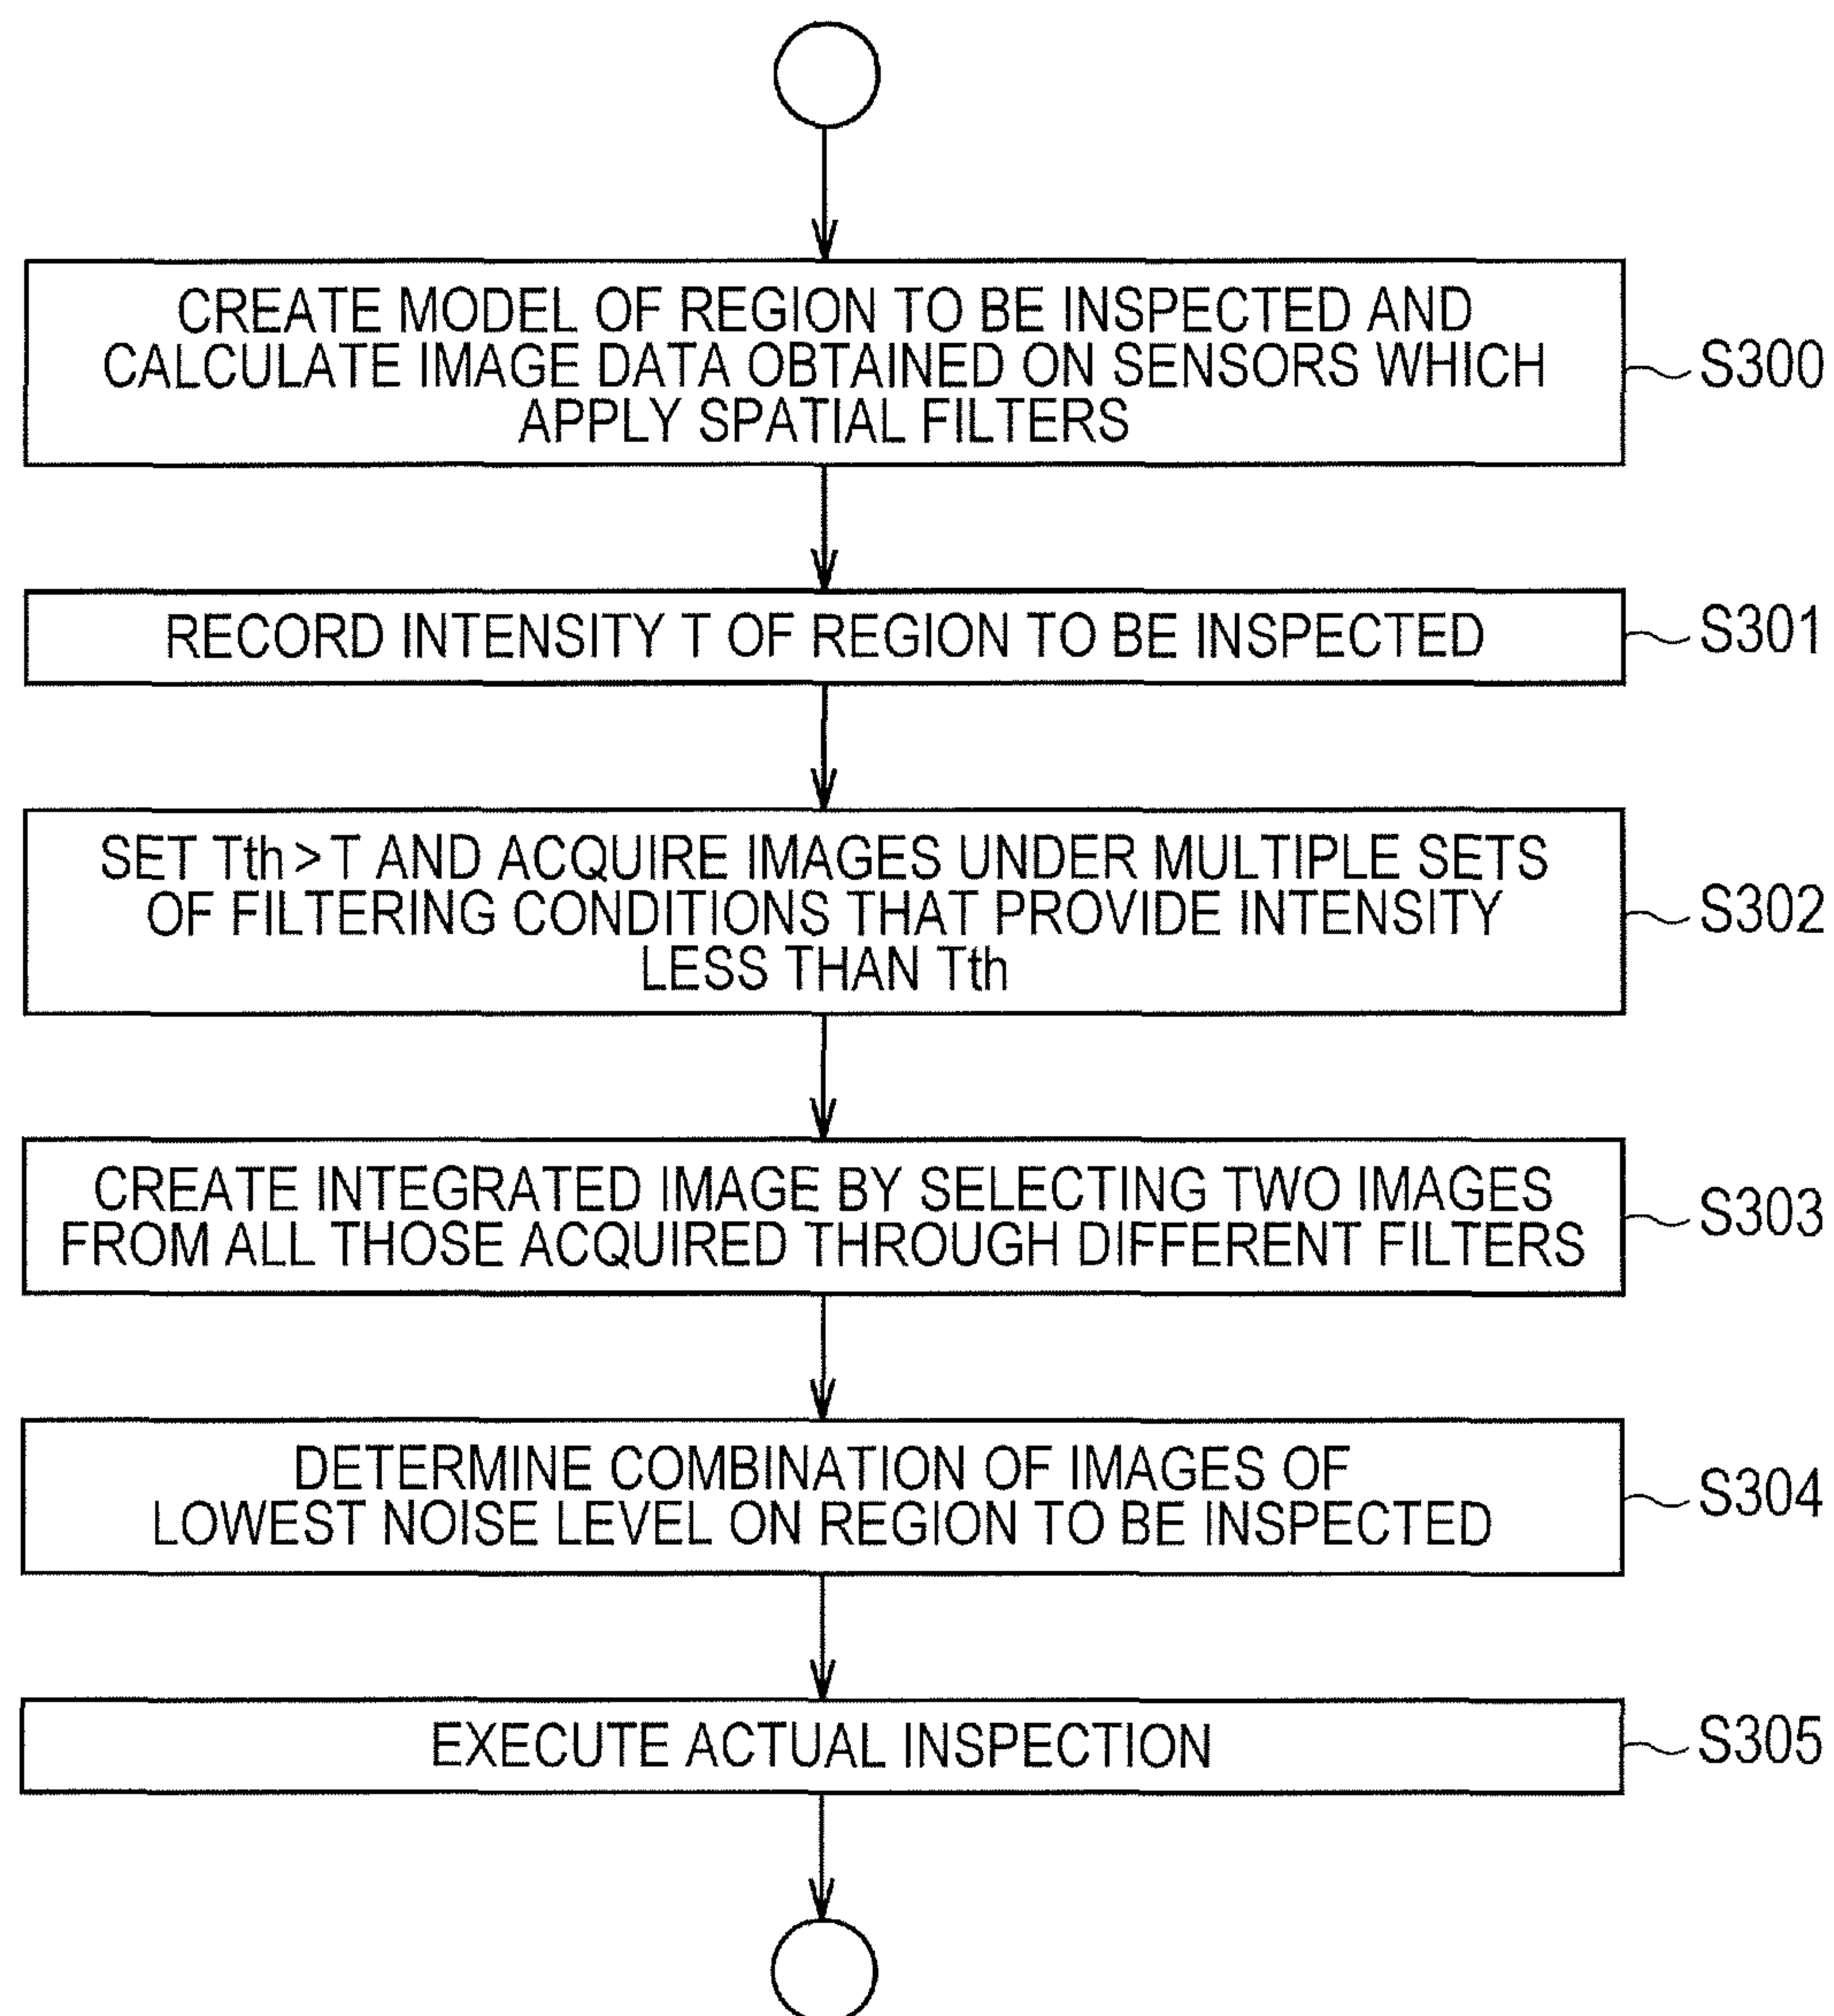 CREATE MODEL OF REGION TO BE INSPECTED AND
CALCULATE IMAGE DATA OBTAINED ON SENSORS WHICH
APPLY SPATIAL FILTERS
S300
RECORD INTENSITY T OF REGION TO BE INSPECTED
S301
SET Tth > T AND ACQUIRE IMAGES UNDER MULTIPLE SETS
OF FILTERING CONDITIONS THAT PROVIDE INTENSITY
LESS THAN Tth
S302
CREATE INTEGRATED IMAGE BY SELECTING TWO IMAGES
FROM ALL THOSE ACQUIRED THROUGH DIFFERENT FILTERS
S303
DETERMINE COMBINATION OF IMAGES OF
LOWEST NOISE LEVEL ON REGION TO BE INSPECTED
S304
EXECUTE ACTUAL INSPECTION
S305